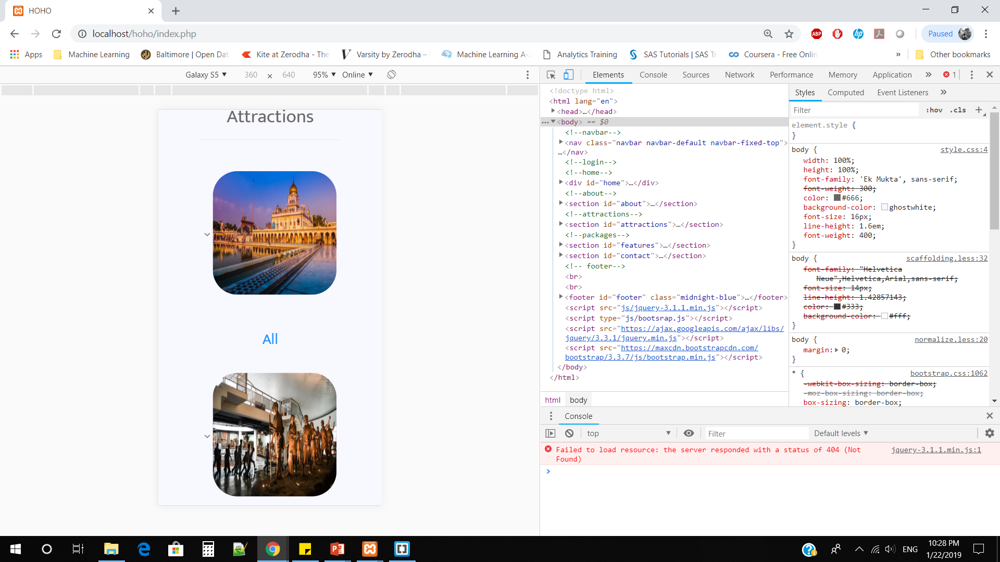 HOHO
localhost/hoho/index.php
ABP
hp
Paused
Apps
Machine Learning
Baltimore | Open Dat
Kite at Zerodha - The
Varsity by Zerodha –
Machine Learning A-Z
Analytics Training
SAS Tutorials | SAS Tr
Coursera - Free Onlin
»
Other bookmarks
Galaxy S5 ▼
360 × 640
95% ▼
Online ▼
Elements
Console
Sources
Network
Performance
Memory
Application
»
1
Attractions
All
<!doctype html>
<html lang="en">
<head>…</head>
…
<body> == $0
<!--navbar-->
<nav class="navbar navbar-default navbar-fixed-top">
…</nav>
<!--login-->
<!--home-->
<div id="home">…</div>
<!--about-->
<section id="about">…</section>
<!--attractions-->
<section id="attractions">…</section>
<!--packages-->
<section id="features">…</section>
<section id="contact">…</section>
<!-- footer-->
<br>
<br>
<footer id="footer" class="midnight-blue">…</footer>
<script src="js/jquery-3.1.1.min.js"></script>
<script type="js/bootsrap.js"></script>
<script src="https://ajax.googleapis.com/ajax/libs/
jquery/3.3.1/jquery.min.js"></script>
<script src="https://maxcdn.bootstrapcdn.com/
bootstrap/3.3.7/js/bootstrap.min.js"></script>
</body>
</html>
html
body
Styles
Computed
Event Listeners
»
Filter
:hov
.cls
+
element.style {
}
body {
style.css:4
width: 100%;
height: 100%;
font-family: 'Ek Mukta', sans-serif;
font-weight: 300;
color: #666;
background-color: ghostwhite;
font-size: 16px;
line-height: 1.6em;
font-weight: 400;
}
body {
scaffolding.less:32
font-family: "Helvetica
Neue",Helvetica,Arial,sans-serif;
font-size: 14px;
line-height: 1.42857143;
color: #333;
background-color: #fff;
}
body {
normalize.less:20
margin: 0;
}
* {
bootstrap.css:1062
-webkit-box-sizing: border-box;
-moz-box-sizing: border-box;
box-sizing: border-box;
Console
top
Filter
Default levels ▼
Failed to load resource: the server responded with a status of 404 (Not
Found)
jquery-3.1.1.min.js:1
ENG
10:28 PM
1/22/2019